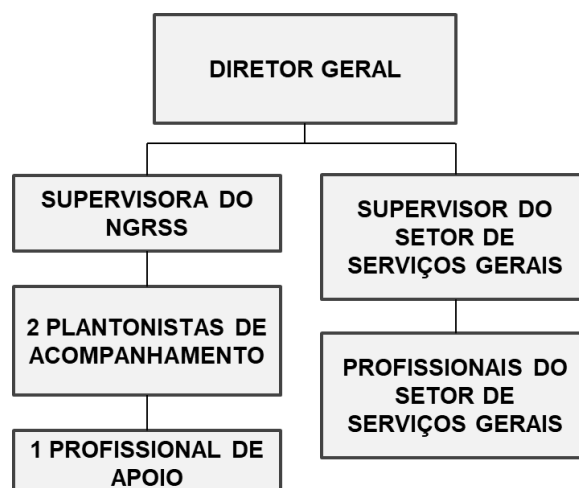 DIRETOR GERAL
SUPERVISORA DO
NGRSS
2 PLANTONISTAS DE
ACOMPANHAMENTO
1 PROFISSIONAL DE
APOIO
SUPERVISOR DO
SETOR DE
SERVIÇOS GERAIS
PROFISSIONAIS DO
SETOR DE
SERVIÇOS GERAIS